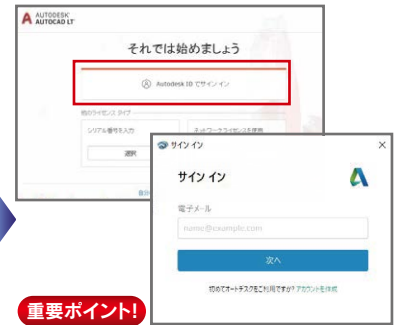 AUTODESK
AUTOCAD LT
それでは始めましょう
Autodesk ID でサインイン
他のライセンス タイプ
シリアル番号を入力
ネットワークライセンスを使用
選択
サイン イン
サイン イン
電子メール
name@example.com
次へ
初めてオートデスクをご利用ですか? アカウントを作成
重要ポイント!